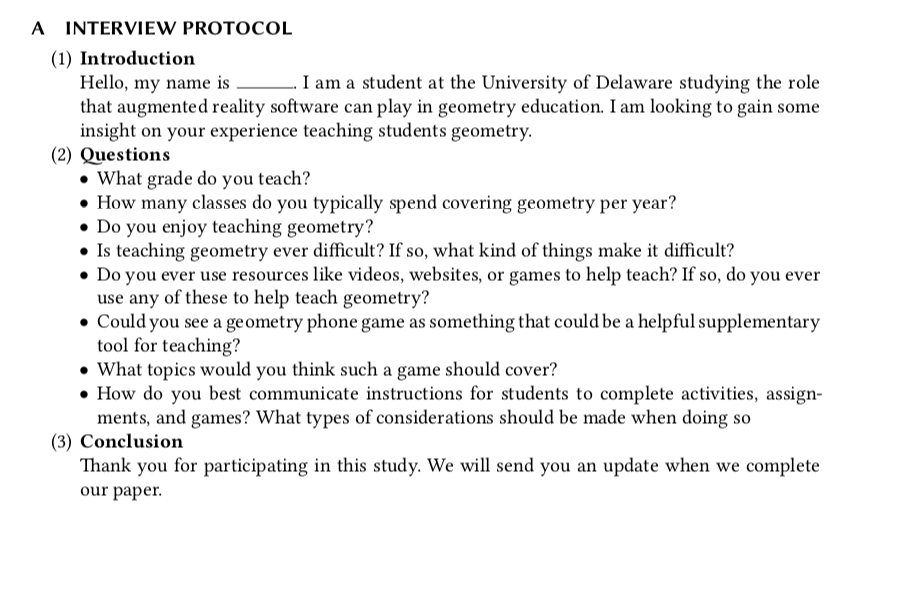 A INTERVIEW PROTOCOL
(1) Introduction
Hello, my name is ______. I am a student at the University of Delaware studying the role
that augmented reality software can play in geometry education. I am looking to gain some
insight on your experience teaching students geometry.
(2) Questions
• What grade do you teach?
• How many classes do you typically spend covering geometry per year?
• Do you enjoy teaching geometry?
• Is teaching geometry ever difficult? If so, what kind of things make it difficult?
• Do you ever use resources like videos, websites, or games to help teach? If so, do you ever
use any of these to help teach geometry?
• Could you see a geometry phone game as something that could be a helpful supplementary
tool for teaching?
• What topics would you think such a game should cover?
• How do you best communicate instructions for students to complete activities, assign-
ments, and games? What types of considerations should be made when doing so
(3) Conclusion
Thank you for participating in this study. We will send you an update when we complete
our paper.